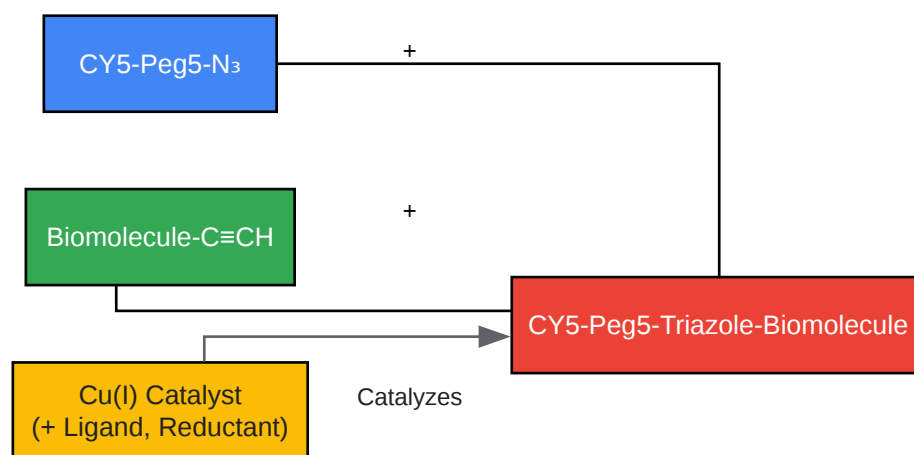 +
CY5-Peg5-N₃
+
Biomolecule-C≡CH
CY5-Peg5-Triazole-Biomolecule
Cu(I) Catalyst
(+ Ligand, Reductant)
Catalyzes